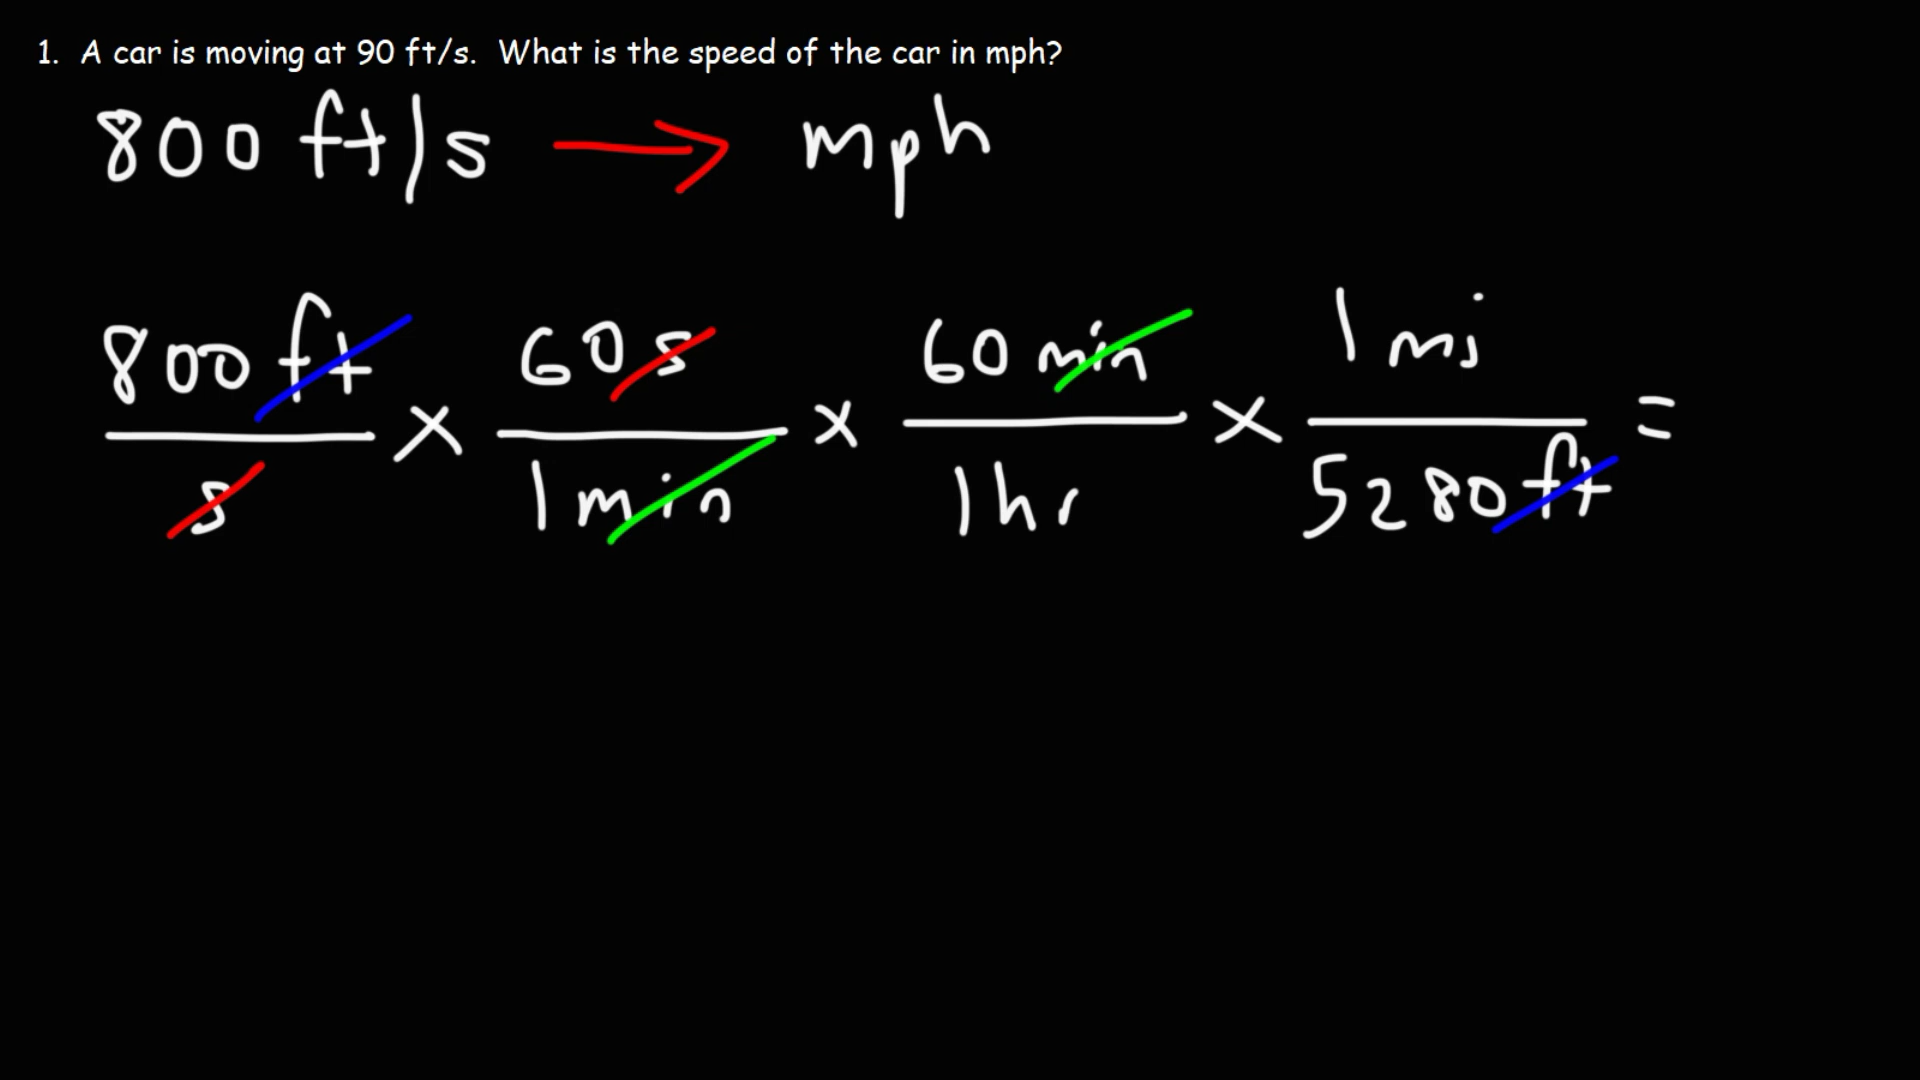 1. A car is moving at 90 ft/s. What is the speed of the car in mph?
800 ft/s → mph
800 ft × 60 s × 60 min × 1 mi =
s 1 min 1 hr 5280 ft